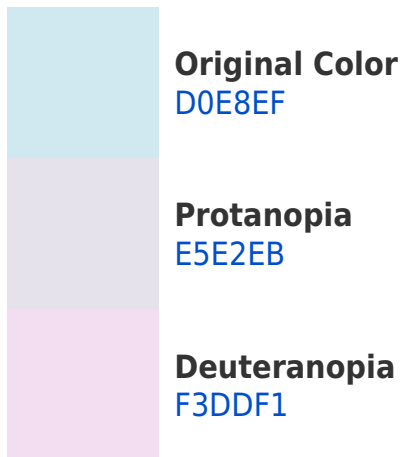 Original Color
D0E8EF
Protanopia
E5E2EB
Deuteranopia
F3DDF1